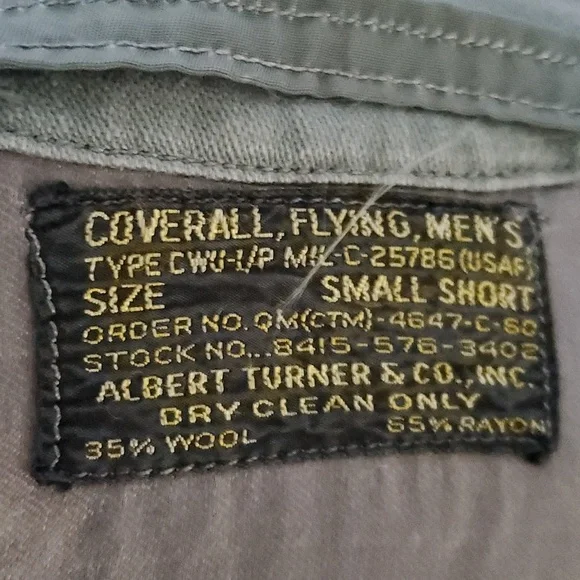 COVERALL, FLYING, MEN'S
TYPE CWU-1/P MIL-C-25786 (USAF)
SIZE SMALL SHORT
ORDER NO. QM(CTM)-4647-C-60
STOCK NO...8415-576-3402
ALBERT TURNER & CO., INC.
DRY CLEAN ONLY
35% WOOL 65% RAYON